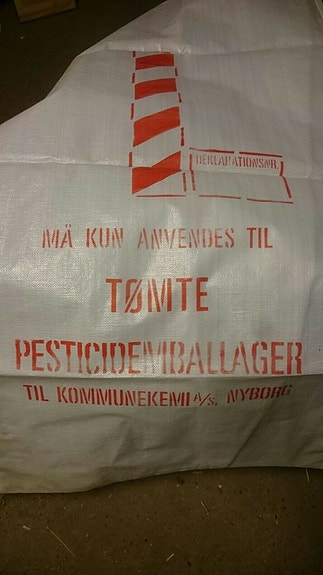 DEKLARATIONSNR.
MÅ KUN ANVENDES TIL
TØMTE
PESTICIDEMBALLAGER
TIL KOMMUNEKEMI A/S. NYBORG